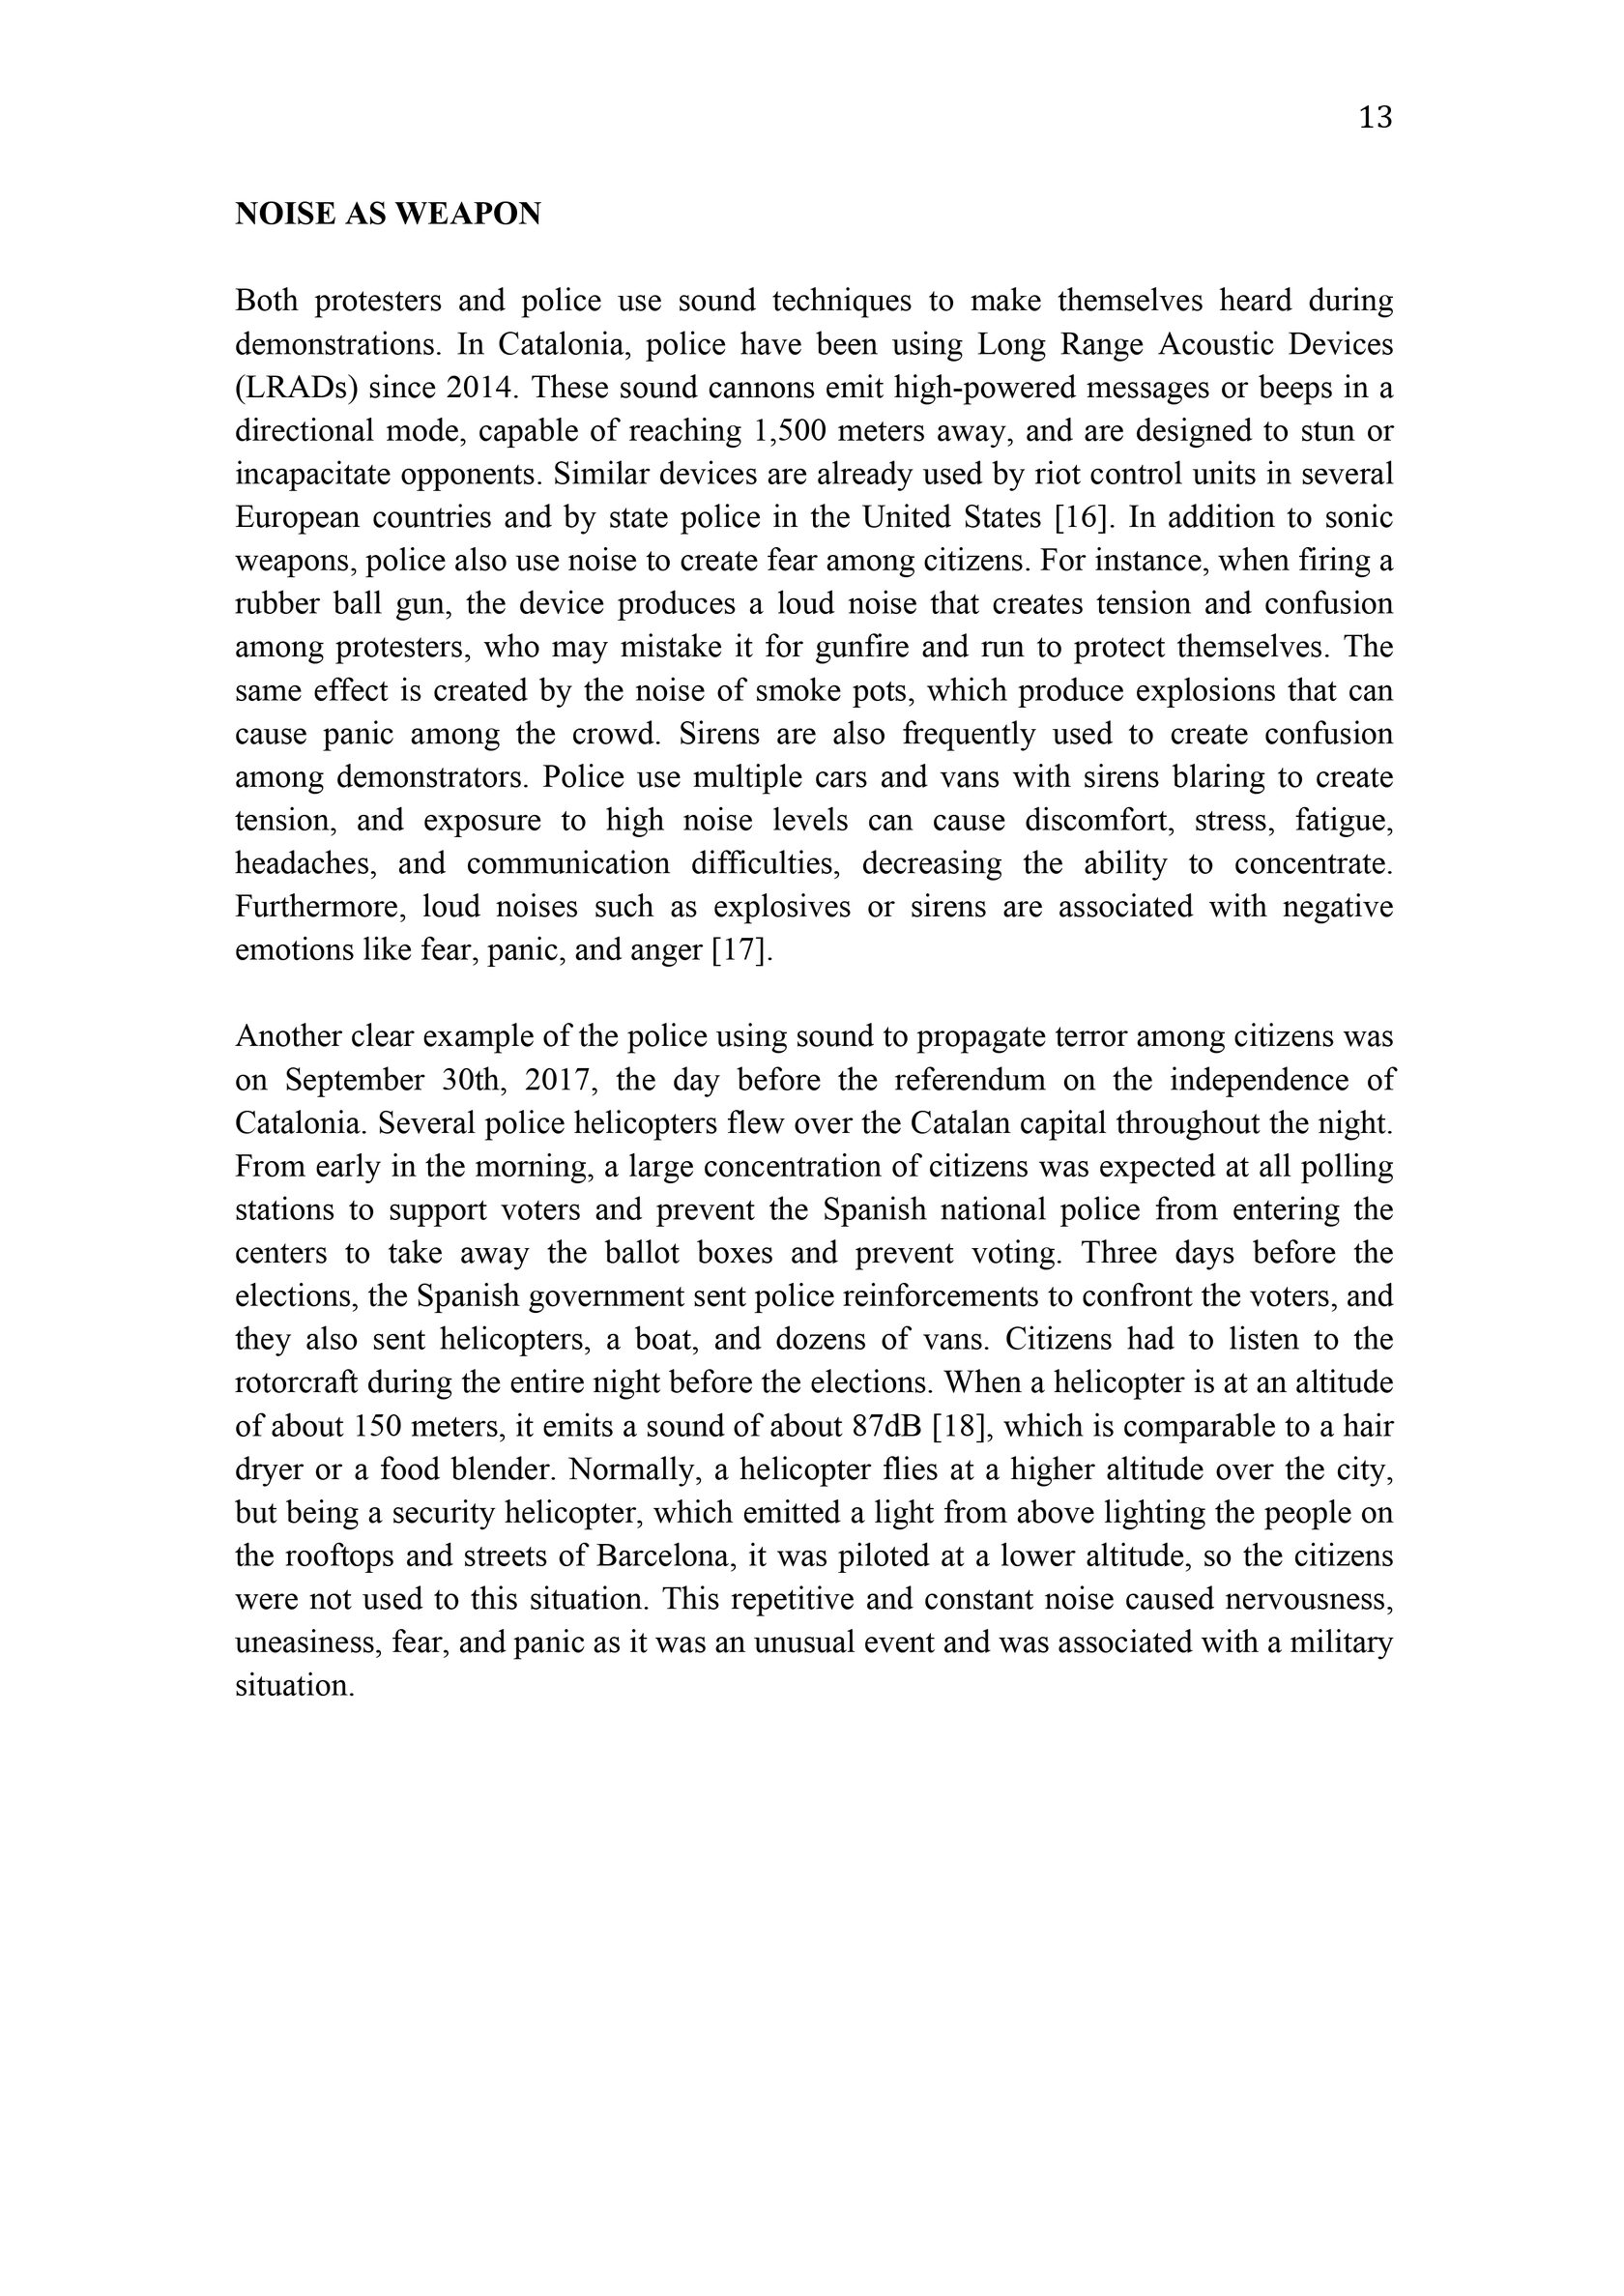 13
NOISE AS WEAPON
Both protesters and police use sound techniques to make themselves heard during
demonstrations. In Catalonia, police have been using Long Range Acoustic Devices
(LRADs) since 2014. These sound cannons emit high-powered messages or beeps in a
directional mode, capable of reaching 1,500 meters away, and are designed to stun or
incapacitate opponents. Similar devices are already used by riot control units in several
European countries and by state police in the United States [16]. In addition to sonic
weapons, police also use noise to create fear among citizens. For instance, when firing a
rubber ball gun, the device produces a loud noise that creates tension and confusion
among protesters, who may mistake it for gunfire and run to protect themselves. The
same effect is created by the noise of smoke pots, which produce explosions that can
cause panic among the crowd. Sirens are also frequently used to create confusion
among demonstrators. Police use multiple cars and vans with sirens blaring to create
tension, and exposure to high noise levels can cause discomfort, stress, fatigue,
headaches, and communication difficulties, decreasing the ability to concentrate.
Furthermore, loud noises such as explosives or sirens are associated with negative
emotions like fear, panic, and anger [17].
Another clear example of the police using sound to propagate terror among citizens was
on September 30th, 2017, the day before the referendum on the independence of
Catalonia. Several police helicopters flew over the Catalan capital throughout the night.
From early in the morning, a large concentration of citizens was expected at all polling
stations to support voters and prevent the Spanish national police from entering the
centers to take away the ballot boxes and prevent voting. Three days before the
elections, the Spanish government sent police reinforcements to confront the voters, and
they also sent helicopters, a boat, and dozens of vans. Citizens had to listen to the
rotorcraft during the entire night before the elections. When a helicopter is at an altitude
of about 150 meters, it emits a sound of about 87dB [18], which is comparable to a hair
dryer or a food blender. Normally, a helicopter flies at a higher altitude over the city,
but being a security helicopter, which emitted a light from above lighting the people on
the rooftops and streets of Barcelona, it was piloted at a lower altitude, so the citizens
were not used to this situation. This repetitive and constant noise caused nervousness,
uneasiness, fear, and panic as it was an unusual event and was associated with a military
situation.